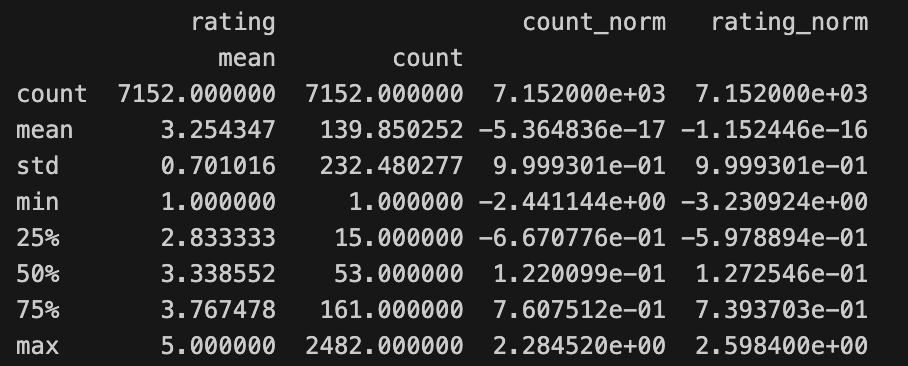 rating count_norm rating_norm
mean count
count 7152.000000 7152.000000 7.152000e+03 7.152000e+03
mean 3.254347 139.850252 -5.364836e-17 -1.152446e-16
std 0.701016 232.480277 9.999301e-01 9.999301e-01
min 1.000000 1.000000 -2.441144e+00 -3.230924e+00
25% 2.833333 15.000000 -6.670776e-01 -5.978894e-01
50% 3.338552 53.000000 1.220099e-01 1.272546e-01
75% 3.767478 161.000000 7.607512e-01 7.393703e-01
max 5.000000 2482.000000 2.284520e+00 2.598400e+00